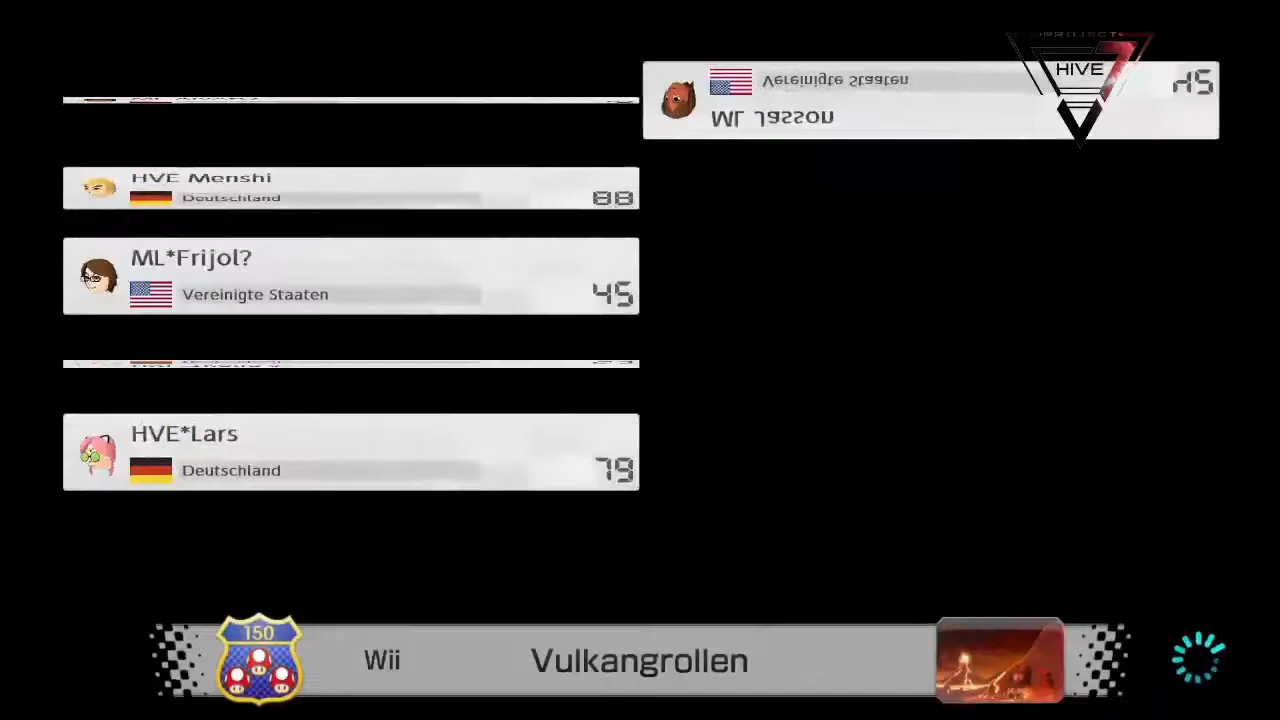 PROJECT
HIVE
Vereinigte Staaten
45
ML Jasson
HVE Menshi
Deutschland
88
ML*Frijol?
Vereinigte Staaten
45
HVE*Lars
Deutschland
79
150
Wii
Vulkangrollen